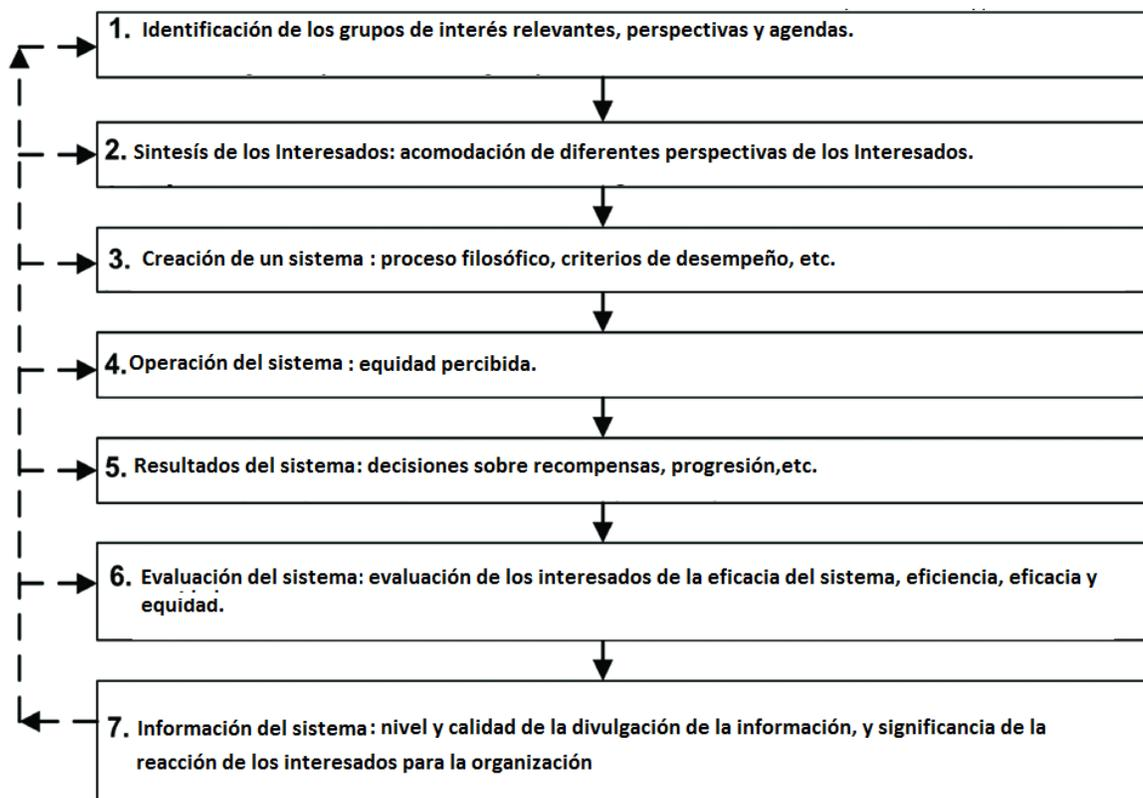 1. Identificación de los grupos de interés relevantes, perspectivas y agendas.
2. Sintesís de los Interesados: acomodación de diferentes perspectivas de los Interesados.
3. Creación de un sistema : proceso filosófico, criterios de desempeño, etc.
4. Operación del sistema : equidad percibida.
5. Resultados del sistema: decisiones sobre recompensas, progresión,etc.
6. Evaluación del sistema: evaluación de los interesados de la eficacia del sistema, eficiencia, eficacia y
equidad.
7. Información del sistema : nivel y calidad de la divulgación de la información, y significancia de la
reacción de los interesados para la organización